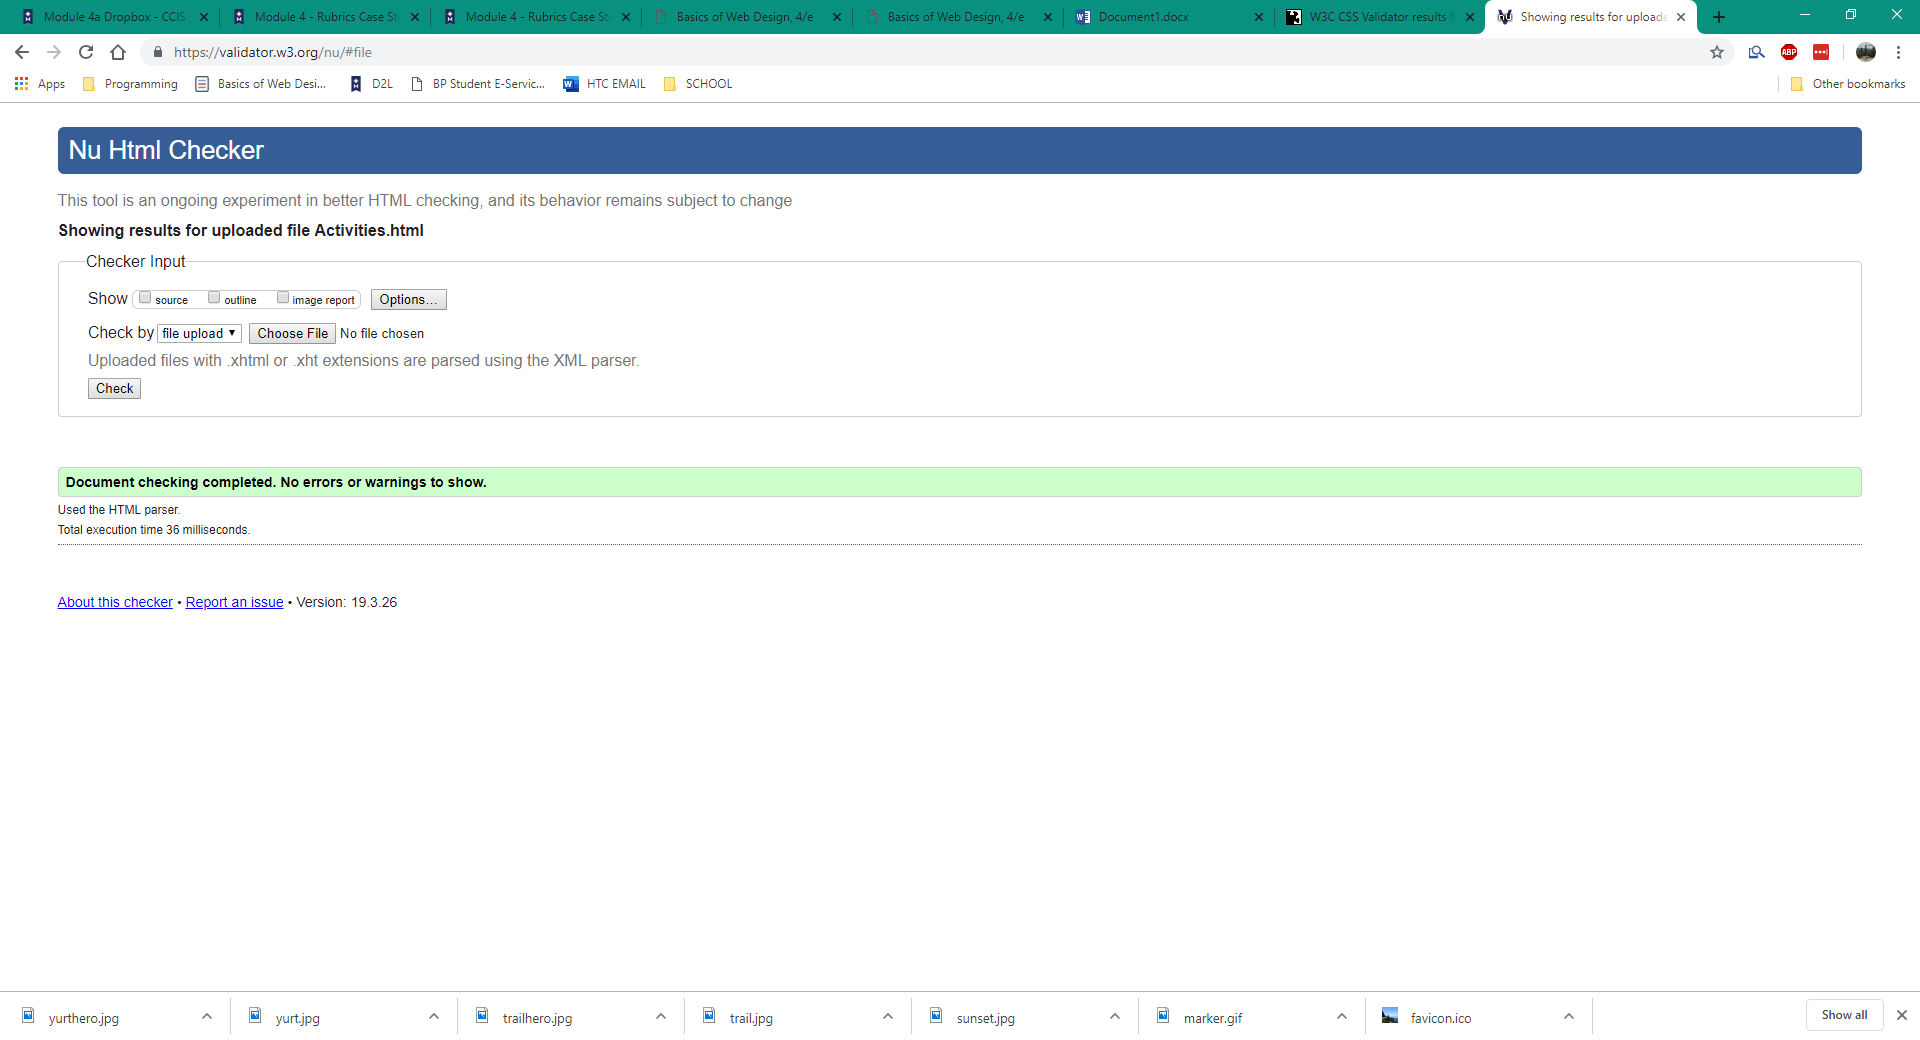 Module 4a Dropbox - CCIS
Module 4 - Rubrics Case Stu
Module 4 - Rubrics Case Stu
Basics of Web Design, 4/e
Basics of Web Design, 4/e
Document1.docx
W3C CSS Validator results f
Showing results for uploade
https://validator.w3.org/nu/#file
ABP
Apps
Programming
Basics of Web Desi...
D2L
BP Student E-Servic...
HTC EMAIL
SCHOOL
Other bookmarks
Nu Html Checker
This tool is an ongoing experiment in better HTML checking, and its behavior remains subject to change
Showing results for uploaded file Activities.html
Checker Input
Show source outline image report Options...
Check by file upload Choose File No file chosen
Uploaded files with .xhtml or .xht extensions are parsed using the XML parser.
Check
Document checking completed. No errors or warnings to show.
Used the HTML parser.
Total execution time 36 milliseconds.
About this checker • Report an issue • Version: 19.3.26
yurthero.jpg
yurt.jpg
trailhero.jpg
trail.jpg
sunset.jpg
marker.gif
favicon.ico
Show all